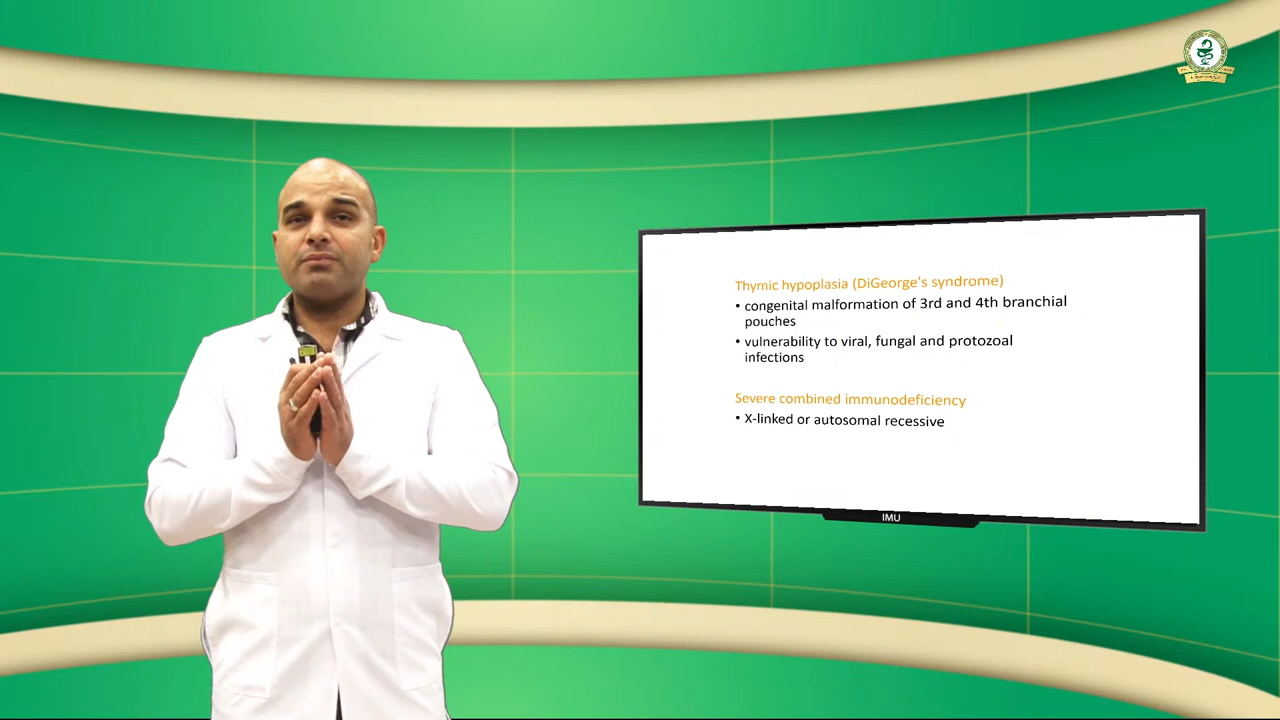 Thymic hypoplasia (DiGeorge's syndrome)
• congenital malformation of 3rd and 4th branchial
pouches
• vulnerability to viral, fungal and protozoal
infections
Severe combined immunodeficiency
• X-linked or autosomal recessive
IMU